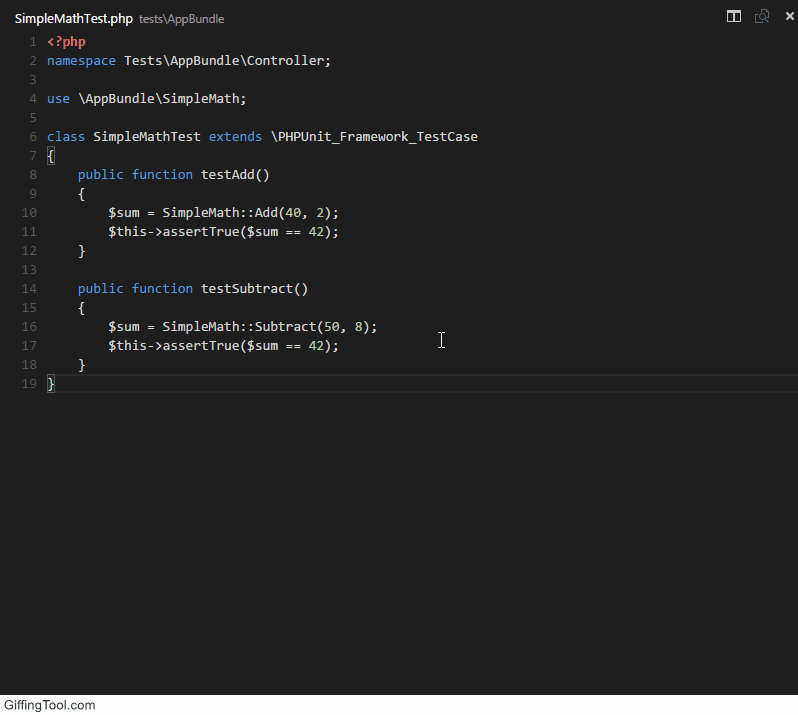 SimpleMathTest.php tests\AppBundle
1 <?php
2 namespace Tests\AppBundle\Controller;
3
4 use \AppBundle\SimpleMath;
5
6 class SimpleMathTest extends \PHPUnit_Framework_TestCase
7 {
8     public function testAdd()
9     {
10         $sum = SimpleMath::Add(40, 2);
11         $this->assertTrue($sum == 42);
12     }
13
14     public function testSubtract()
15     {
16         $sum = SimpleMath::Subtract(50, 8);
17         $this->assertTrue($sum == 42);
18     }
19 }
GiffingTool.com